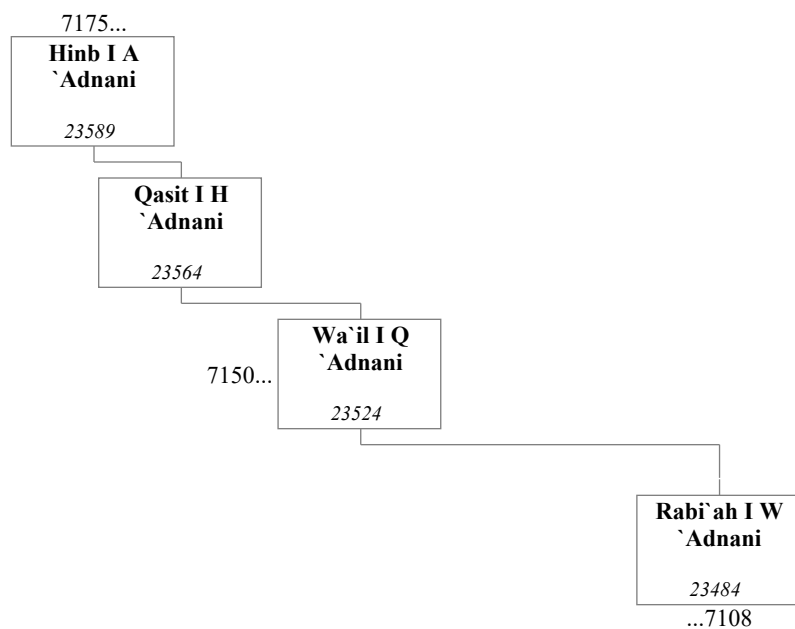 7175...
Hinb I A
`Adnani
23589
Qasit I H
`Adnani
23564
Wa`il I Q
`Adnani
7150...
23524
Rabi`ah I W
`Adnani
23484
...7108